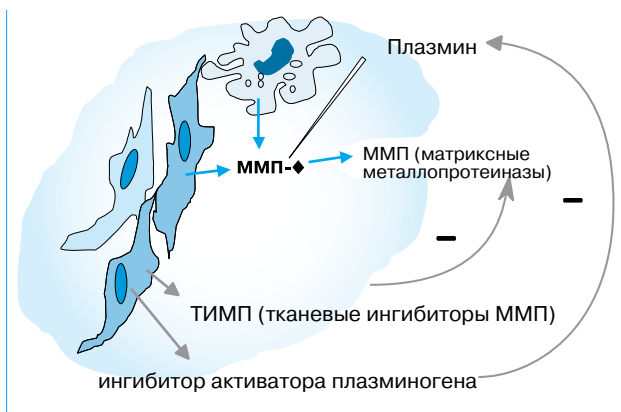 Плазмин
ММП-♦
ММП (матриксные
металлопротеиназы)
–
–
ТИМП (тканевые ингибиторы ММП)
ингибитор активатора плазминогена